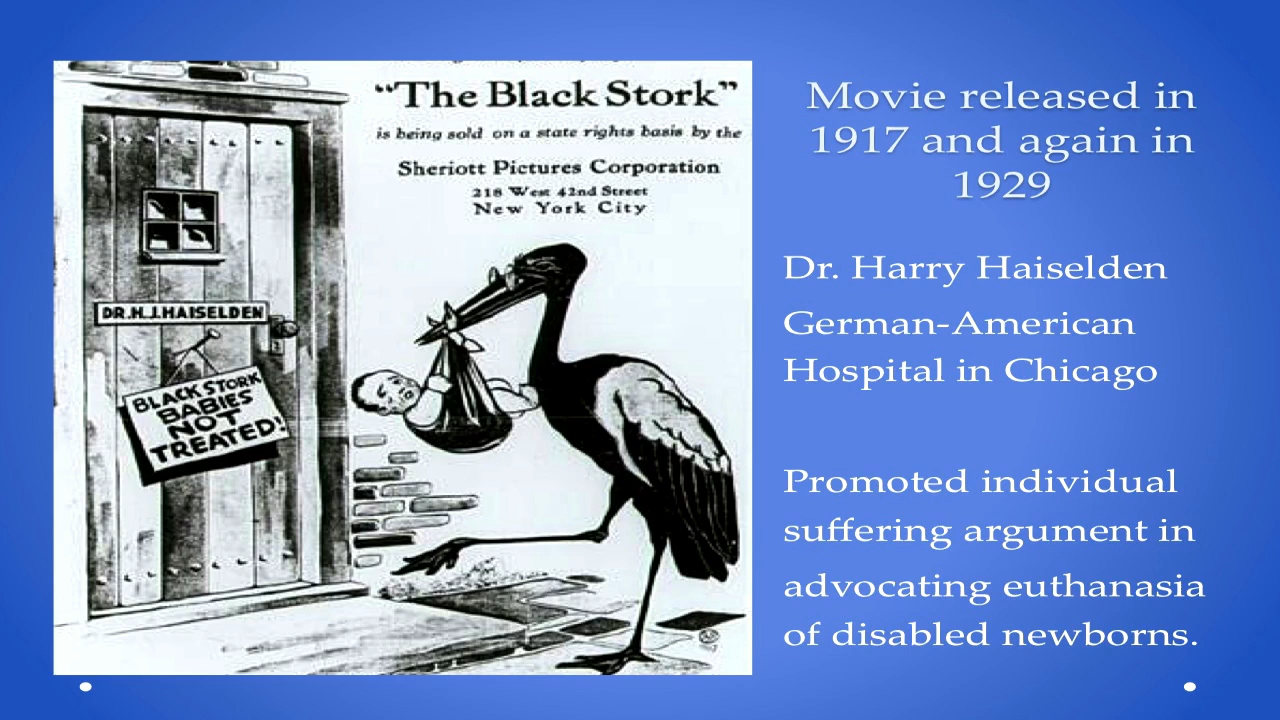 "The Black Stork"
is being sold on a state rights basis by the
Sheriott Pictures Corporation
218 West 42nd Street
New York City
DR.H.J.HAISELDEN
BLACK STORK
BABIES
NOT
TREATED!
Movie released in
1917 and again in
1929
Dr. Harry Haiselden
German-American
Hospital in Chicago
Promoted individual
suffering argument in
advocating euthanasia
of disabled newborns.